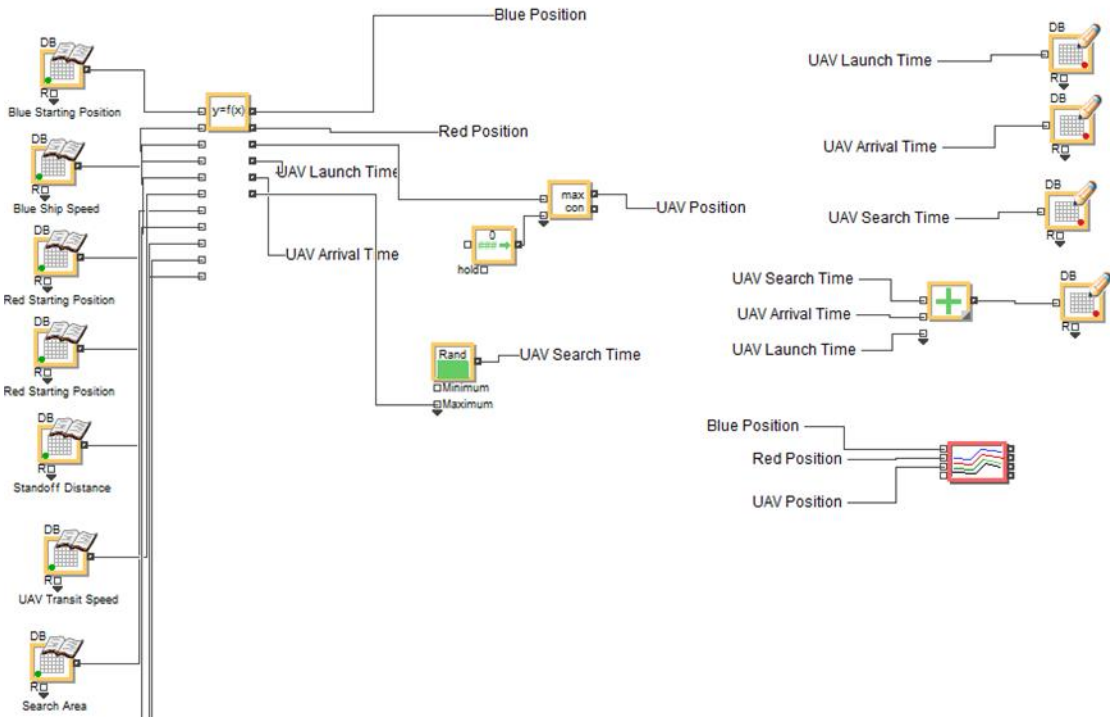 DB
R
Blue Starting Position
DB
R
Blue Ship Speed
DB
R
Red Starting Position
DB
R
Red Starting Position
DB
R
Standoff Distance
DB
R
UAV Transit Speed
DB
R
Search Area
y=f(x)
Blue Position
Red Position
UAV Launch Time
UAV Arrival Time
max
con
UAV Position
0
###
hold
Rand
Minimum
Maximum
UAV Search Time
UAV Launch Time
DB
R
UAV Arrival Time
DB
R
UAV Search Time
DB
R
UAV Search Time
UAV Arrival Time
UAV Launch Time
DB
R
Blue Position
Red Position
UAV Position